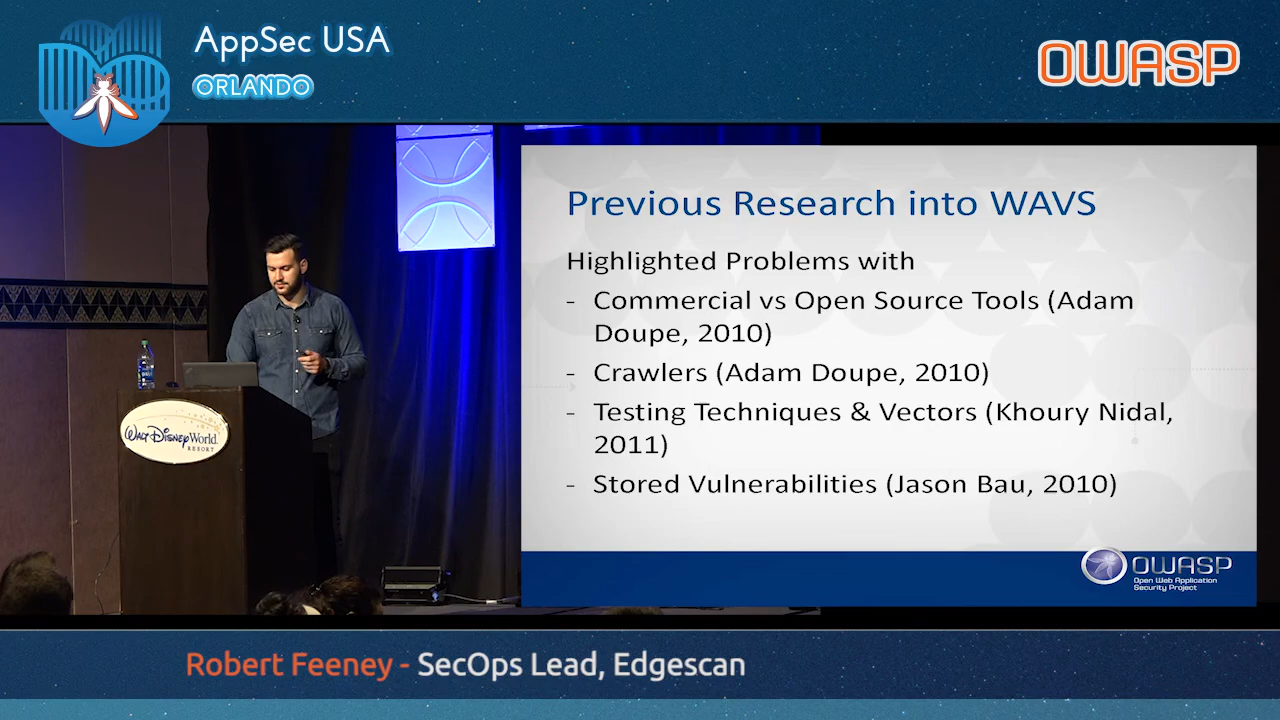 AppSec USA
ORLANDO
OWASP
Previous Research into WAVS
Highlighted Problems with
- Commercial vs Open Source Tools (Adam
Doupe, 2010)
- Crawlers (Adam Doupe, 2010)
- Testing Techniques & Vectors (Khoury Nidal,
2011)
- Stored Vulnerabilities (Jason Bau, 2010)
OWASP
Open Web Application
Security Project
WALT DISNEY World
RESORT
Robert Feeney - SecOps Lead, Edgescan